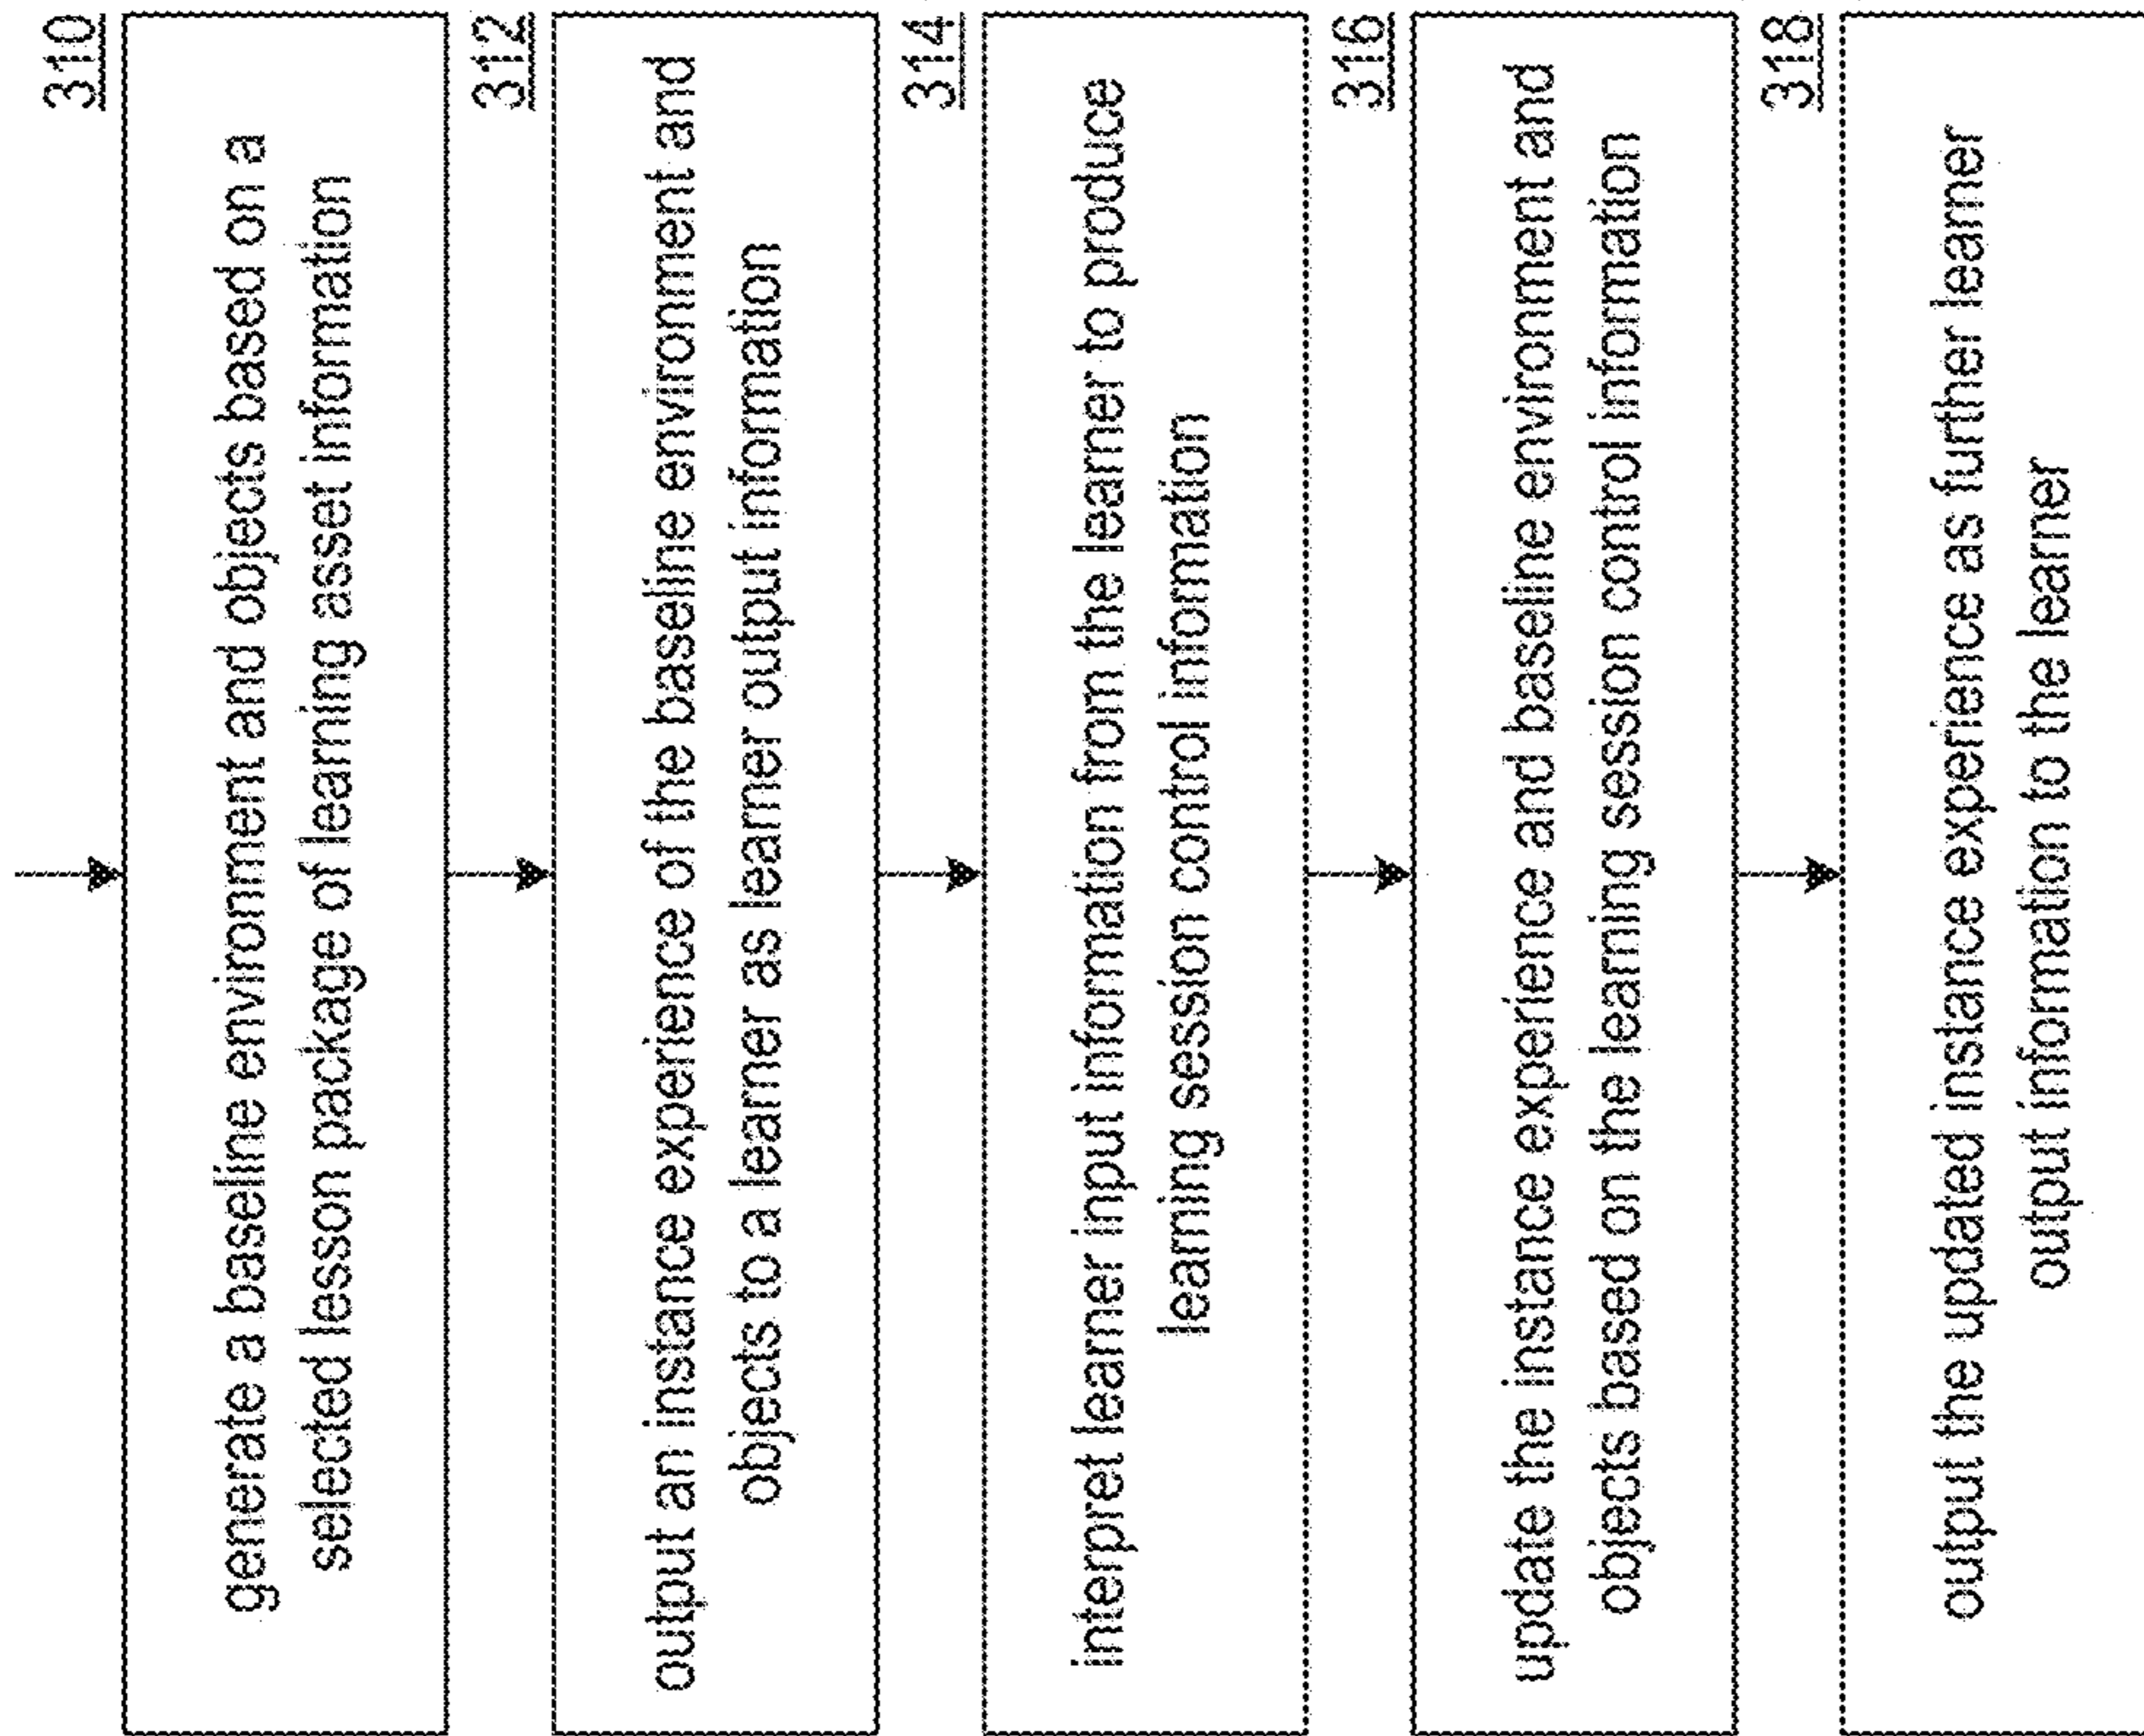 310
generate a baseline environment and objects based on a
selected lesson package of learning asset information
312
output an instance experience of the baseline environment and
objects to a learner as learner output information
314
interpret learner input information from the learner to produce
learning session control information
316
update the instance experience and baseline environment and
objects based on the learning session control information
318
output the updated instance experience as further learner
output information to the learner